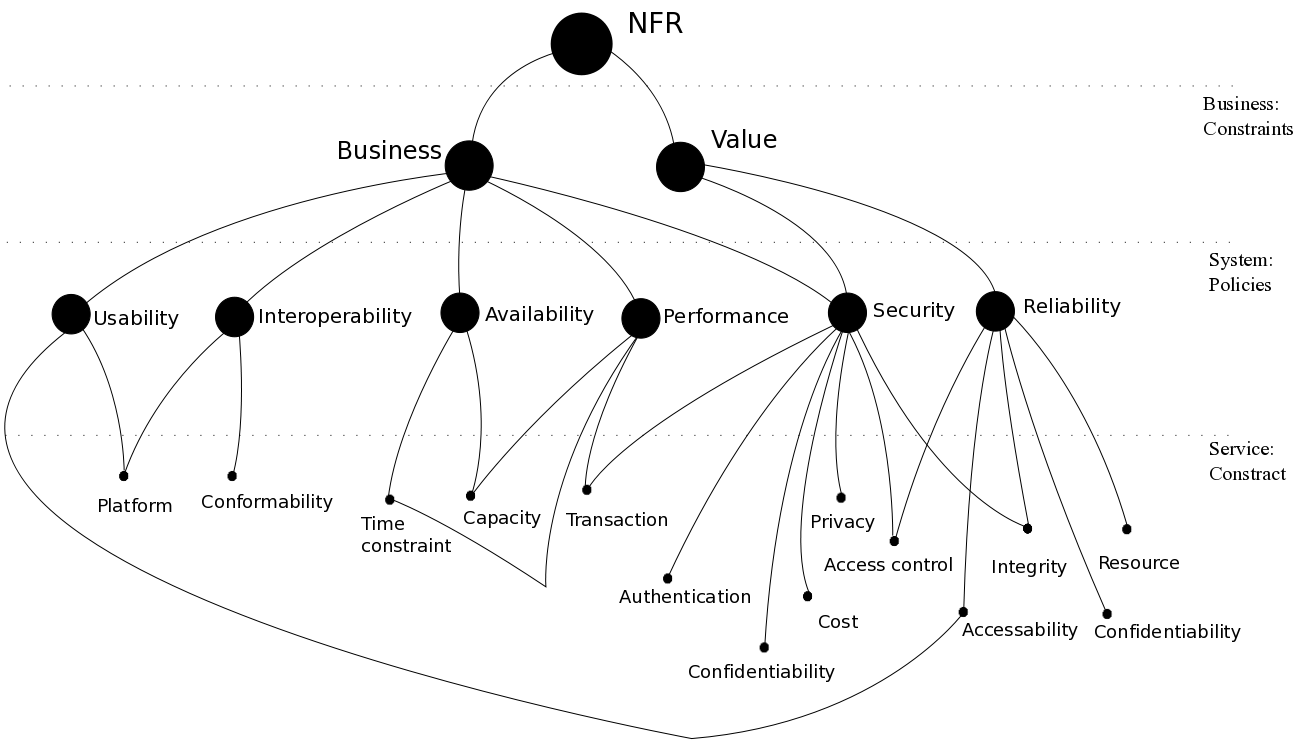 NFR
Business:
Constraints
Business
Value
System:
Policies
Usability
Interoperability
Availability
Performance
Security
Reliability
Service:
Constract
Platform
Conformability
Time
constraint
Capacity
Transaction
Privacy
Access control
Integrity
Resource
Authentication
Cost
Accessability
Confidentiability
Confidentiability